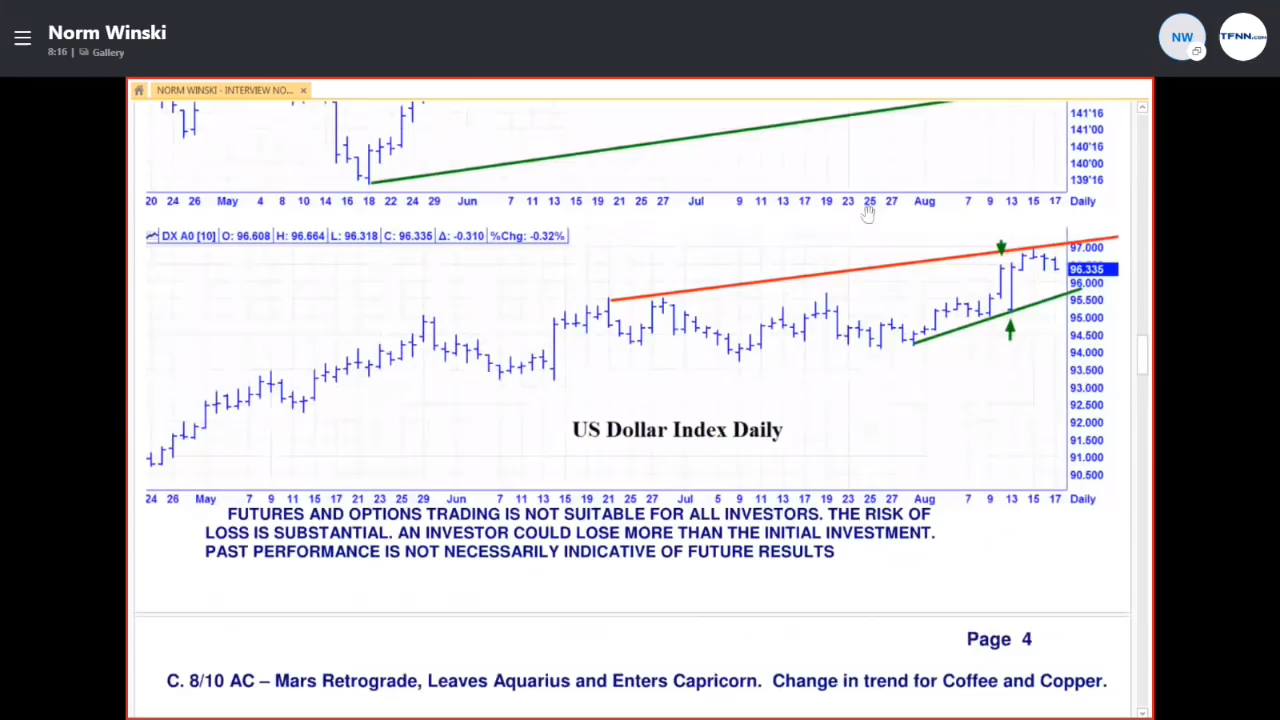 Norm Winski
8:16 | Gallery
NW
TFNN.COM
NORM WINSKI - INTERVIEW NO... ×
141'16
141'00
140'16
140'00
139'16
20 24 26 May 4 8 10 14 16 18 22 24 29 Jun 7 11 13 15 19 21 25 27 Jul 9 11 13 17 19 23 25 27 Aug 7 9 13 15 17 Daily
DX A0 [10] O: 96.608 H: 96.664 L: 96.318 C: 96.335 Δ: -0.310 %Chg: -0.32%
97.000
96.335
96.000
95.500
95.000
94.500
94.000
93.500
93.000
92.500
92.000
91.500
91.000
90.500
US Dollar Index Daily
24 26 May 7 9 11 15 17 21 23 25 29 Jun 7 11 13 15 19 21 25 27 Jul 5 9 11 13 17 19 23 25 27 Aug 7 9 13 15 17 Daily
FUTURES AND OPTIONS TRADING IS NOT SUITABLE FOR ALL INVESTORS. THE RISK OF
LOSS IS SUBSTANTIAL. AN INVESTOR COULD LOSE MORE THAN THE INITIAL INVESTMENT.
PAST PERFORMANCE IS NOT NECESSARILY INDICATIVE OF FUTURE RESULTS
Page 4
C. 8/10 AC – Mars Retrograde, Leaves Aquarius and Enters Capricorn. Change in trend for Coffee and Copper.